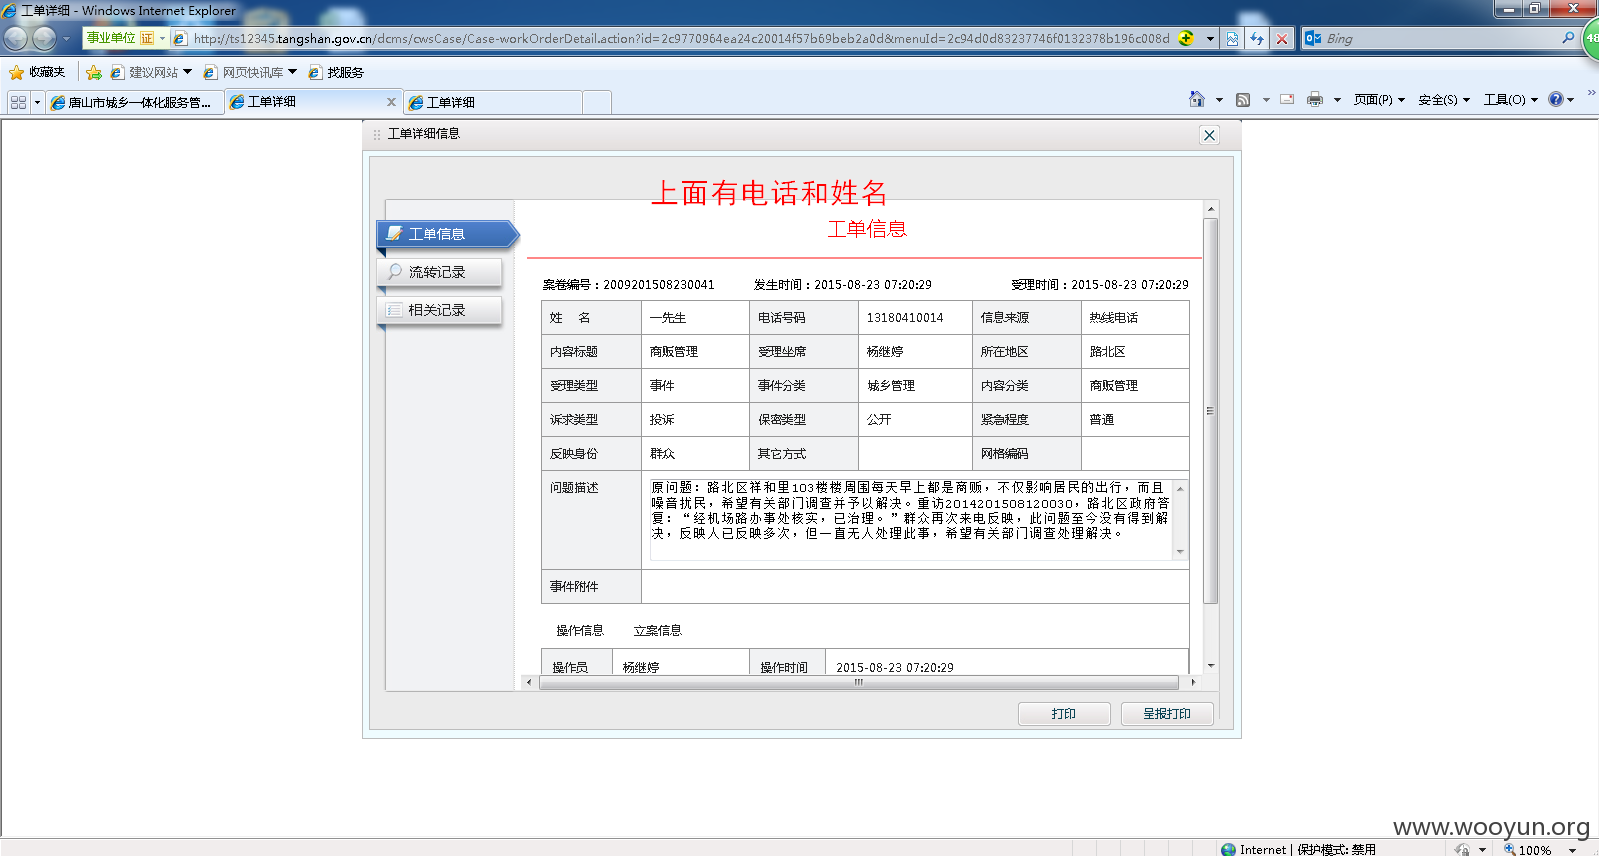 工单详细 - Windows Internet Explorer
事业单位 证 http://ts12345.tangshan.gov.cn/dcms/cwsCase/Case-workOrderDetail.action?id=2c9770964ea24c20014f57b69beb2a0d&menuId=2c94d0d83237746f0132378b196c008d Bing 48
收藏夹 建议网站 网页快讯库 找服务
唐山市城乡一体化服务管... 工单详细 工单详细 页面(P) 安全(S) 工具(O)
工单详细信息
上面有电话和姓名
工单信息
工单信息
流转记录
相关记录
案卷编号：2009201508230041 发生时间：2015-08-23 07:20:29 受理时间：2015-08-23 07:20:29
姓 名 一先生 电话号码 13180410014 信息来源 热线电话
内容标题 商贩管理 受理坐席 杨继婷 所在地区 路北区
受理类型 事件 事件分类 城乡管理 内容分类 商贩管理
诉求类型 投诉 保密类型 公开 紧急程度 普通
反映身份 群众 其它方式 网格编码
问题描述
原问题：路北区祥和里103楼楼周围每天早上都是商贩，不仅影响居民的出行，而且
噪音扰民，希望有关部门调查并予以解决。重访2014201508120030，路北区政府答
复：“经机场路办事处核实，已治理。”群众再次来电反映，此问题至今没有得到解
决，反映人已反映多次，但一直无人处理此事，希望有关部门调查处理解决。
事件附件
操作信息 立案信息
操作员 杨继婷 操作时间 2015-08-23 07:20:29
打印 呈报打印
www.wooyun.org
Internet | 保护模式: 禁用 100%